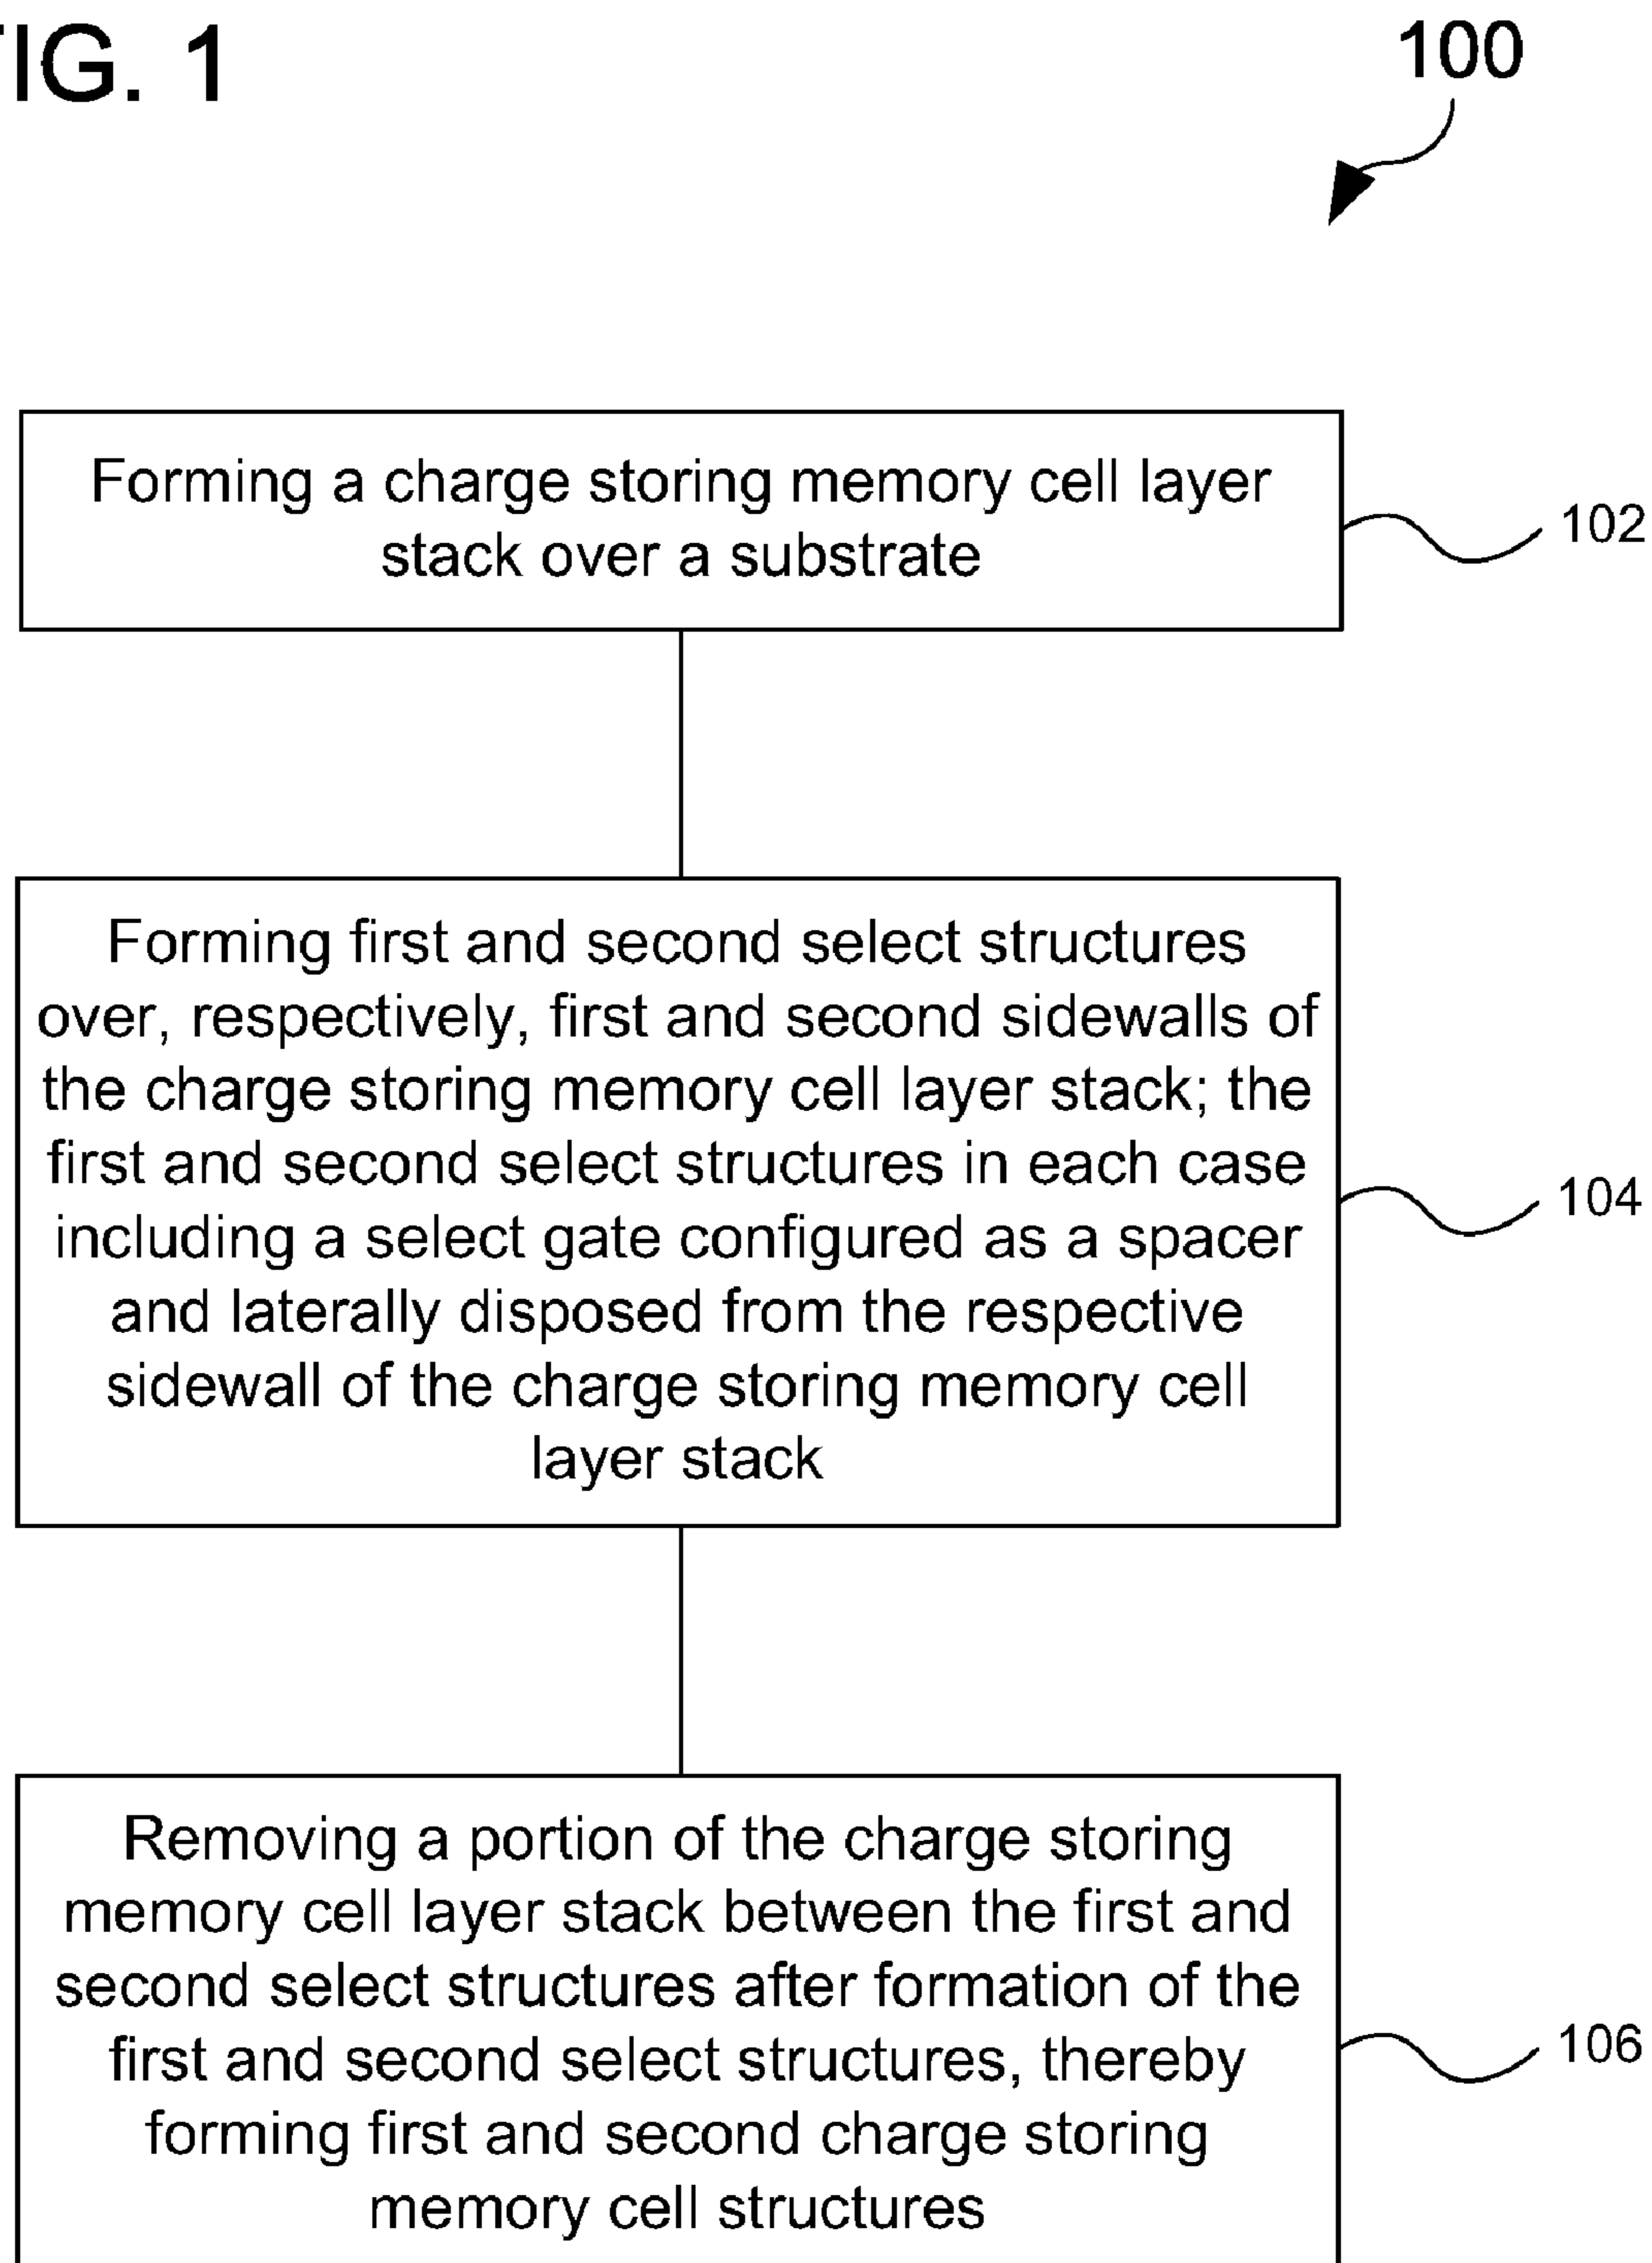 FIG. 1
100
Forming a charge storing memory cell layer
stack over a substrate
102
Forming first and second select structures
over, respectively, first and second sidewalls of
the charge storing memory cell layer stack; the
first and second select structures in each case
including a select gate configured as a spacer
and laterally disposed from the respective
sidewall of the charge storing memory cell
layer stack
104
Removing a portion of the charge storing
memory cell layer stack between the first and
second select structures after formation of the
first and second select structures, thereby
forming first and second charge storing
memory cell structures
106